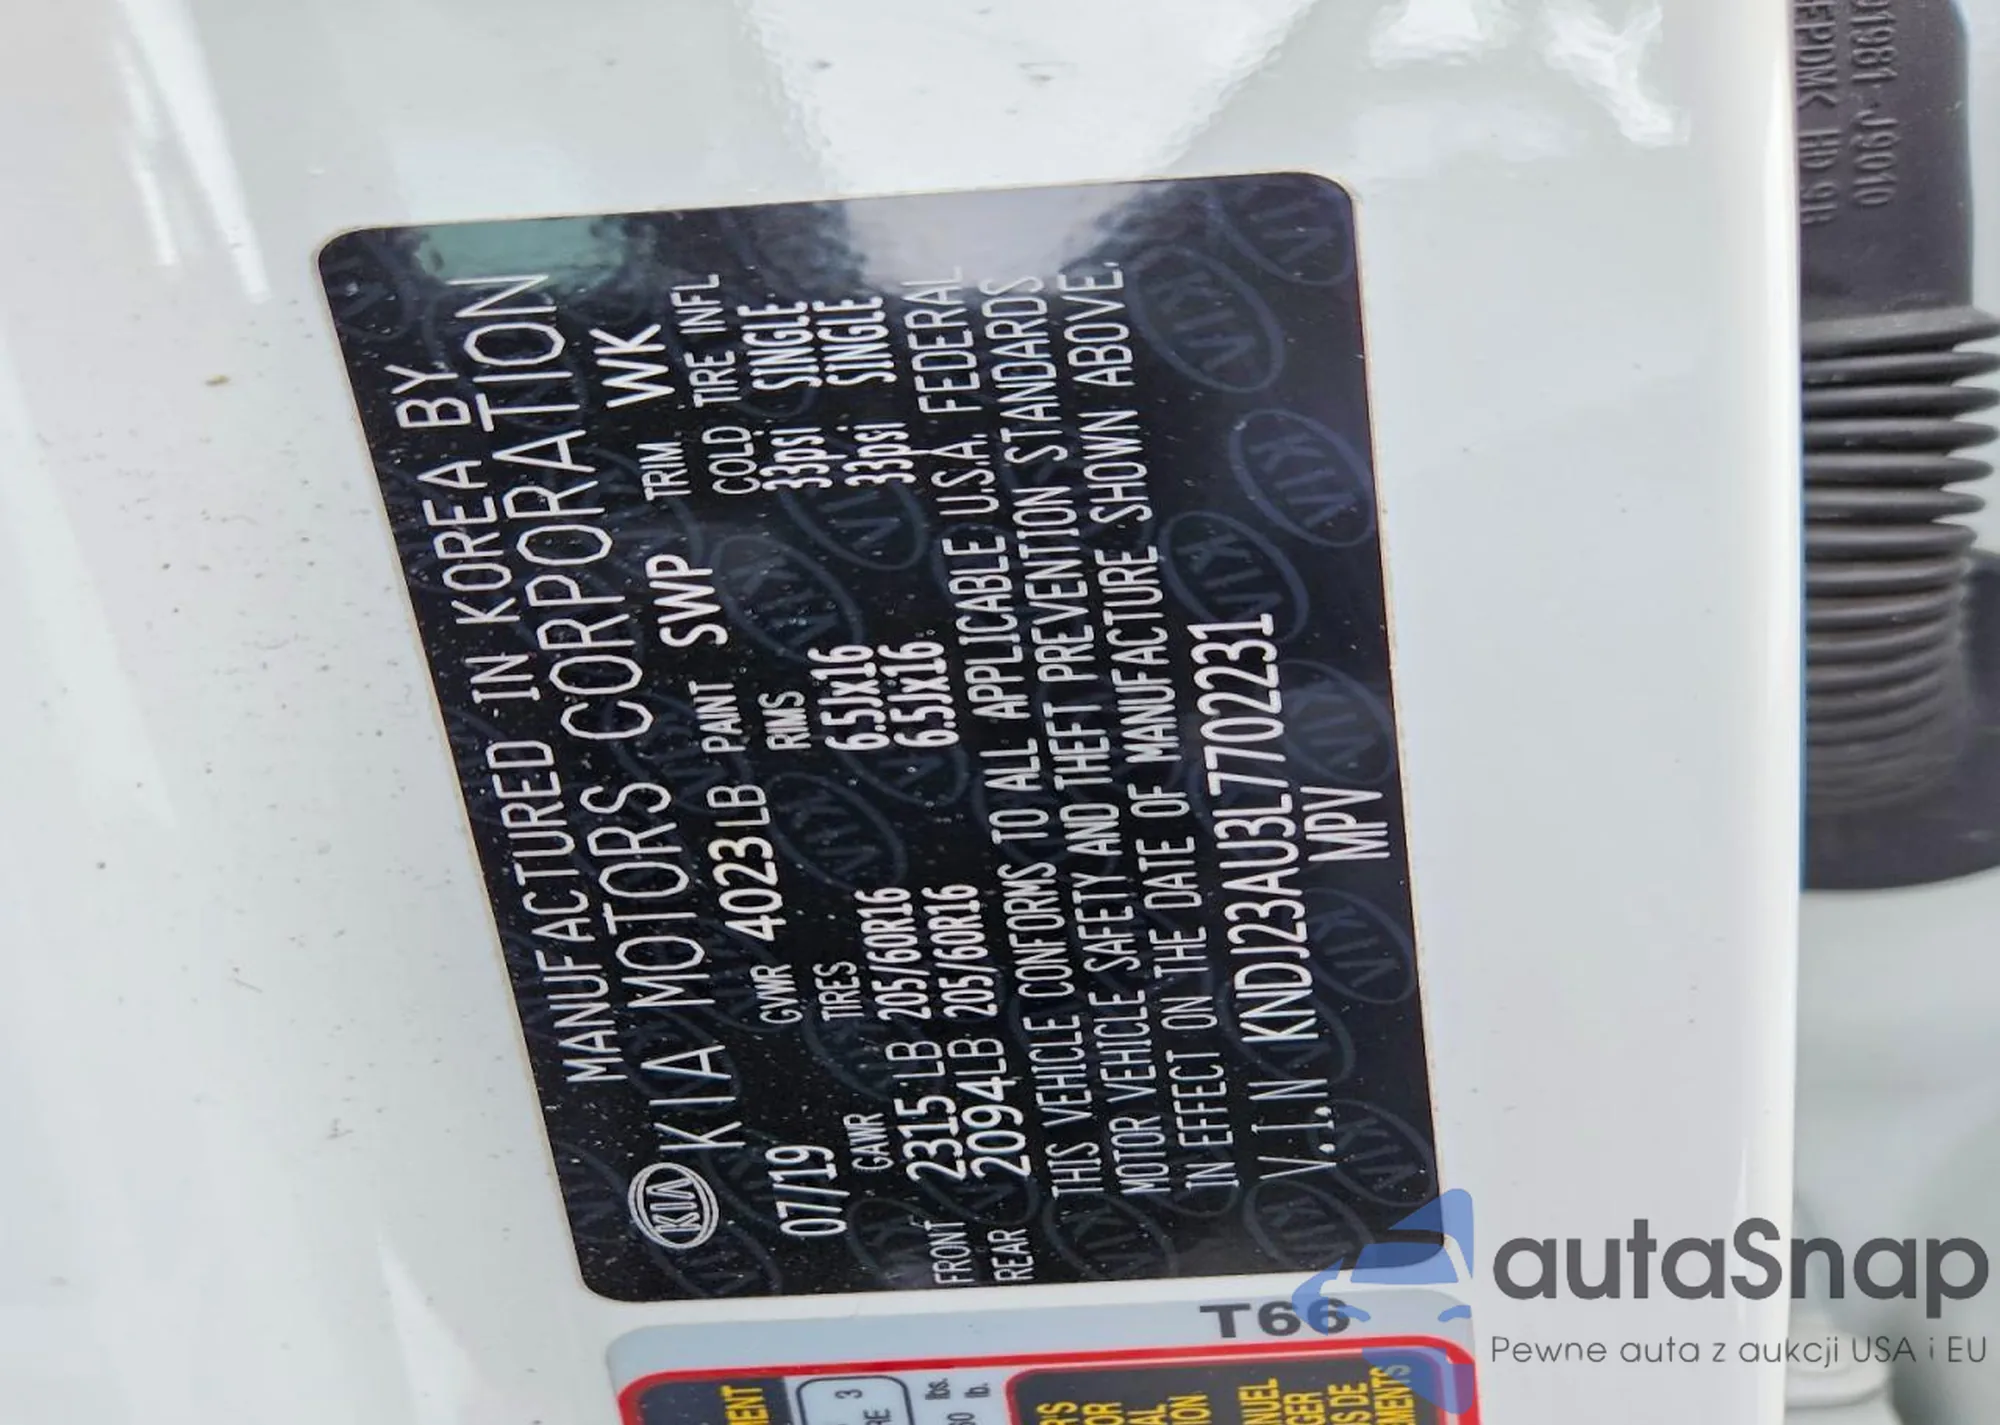 MANUFACTURED IN KOREA BY
KIA KIA MOTORS CORPORATION
07/19 GVWR 4023LB PAINT SWP TRIM WK
GAWR TIRES RIMS COLD TIRE INFL
FRONT 2315LB 205/60R16 6.5Jx16 33psi SINGLE
REAR 2094LB 205/60R16 6.5Jx16 33psi SINGLE
THIS VEHICLE CONFORMS TO ALL APPLICABLE U.S.A. FEDERAL
MOTOR VEHICLE SAFETY AND THEFT PREVENTION STANDARDS
IN EFFECT ON THE DATE OF MANUFACTURE SHOWN ABOVE.
V.I.N KNDJ23AU3L7702231
MPV
T66
J9010
autaSnap
Pewne auta z aukcji USA i EU